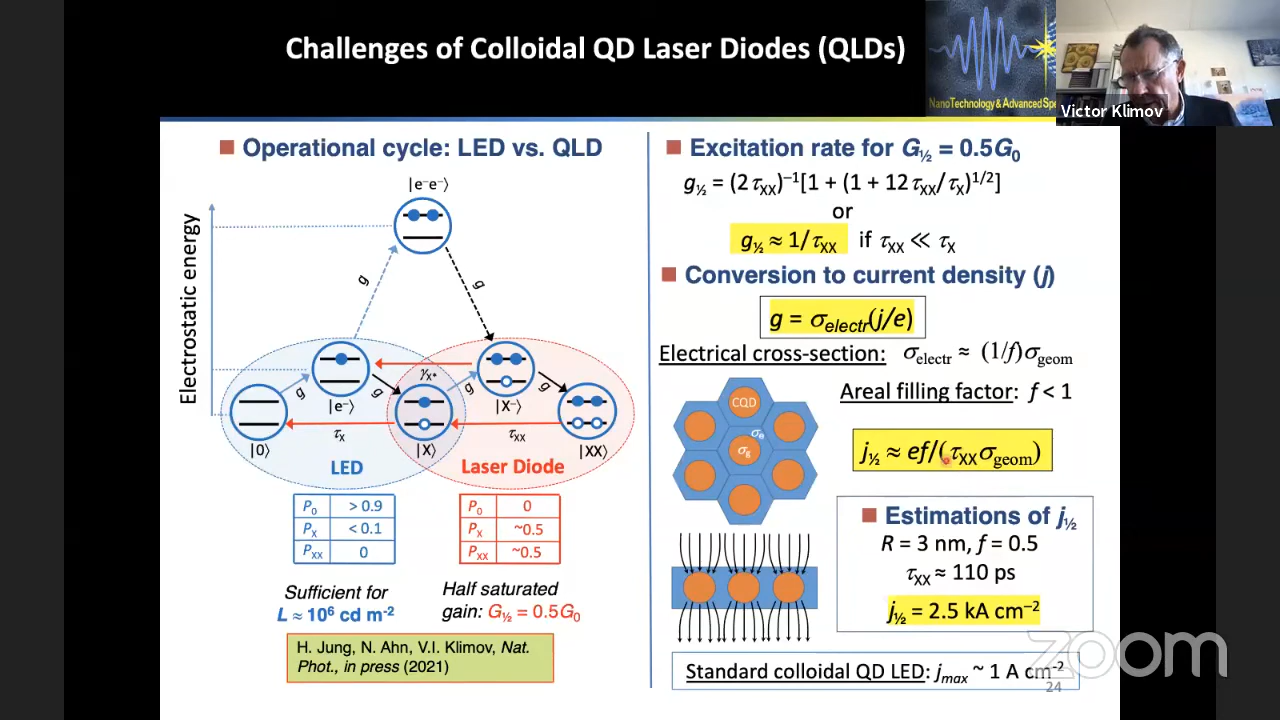 Challenges of Colloidal QD Laser Diodes (QLDs)
NanoTechnology & Advanced Spe
Victor Klimov
Operational cycle: LED vs. QLD
Electrostatic energy
|e⁻e⁻⟩
g
g
|0⟩
g
|e⁻⟩
g
γX*
g
|X⟩
|X⁻⟩
g
|XX⟩
τX
τXX
LED
Laser Diode
P0 > 0.9
PX < 0.1
PXX 0
P0 0
PX ~0.5
PXX ~0.5
Sufficient for
L ≈ 10⁶ cd m⁻²
Half saturated
gain: G½ = 0.5G0
H. Jung, N. Ahn, V.I. Klimov, Nat.
Phot., in press (2021)
Excitation rate for G½ = 0.5G0
g½ = (2τXX)⁻¹[1 + (1 + 12τXX/τX)¹/²]
or
g½ ≈ 1/τXX if τXX ≪ τX
Conversion to current density (j)
g = σelectr(j/e)
Electrical cross-section: σelectr ≈ (1/f)σgeom
Areal filling factor: f < 1
CQD
σe
σg
j½ ≈ ef/(τXXσgeom)
Estimations of j½
R = 3 nm, f = 0.5
τXX ≈ 110 ps
j½ = 2.5 kA cm⁻²
Standard colloidal QD LED: jmax ~ 1 A cm⁻²
24
zoom